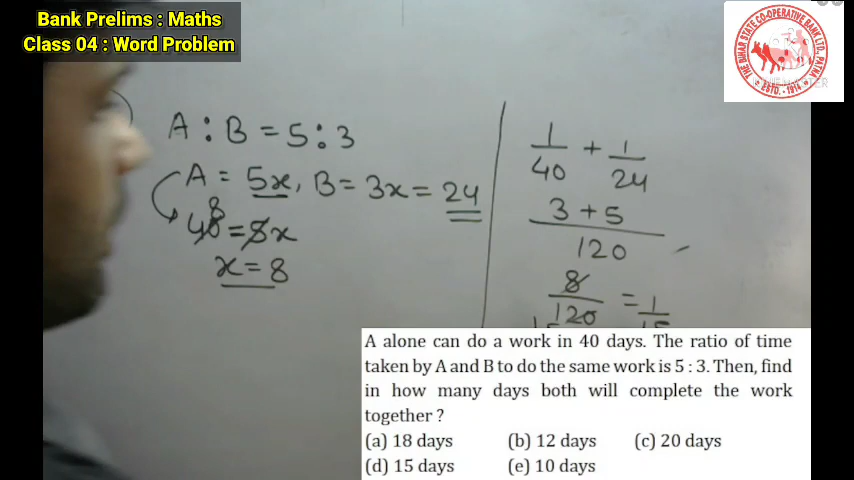 Bank Prelims : Maths
Class 04 : Word Problem
THE BIHAR STATE CO-OPERATIVE BANK LTD., PATNA
ESTD. - 1914
A : B = 5 : 3
A = 5x, B = 3x = 24
8
40 = 5x
x = 8
1/40 + 1/24
3 + 5
120
8/120 = 1/15
A alone can do a work in 40 days. The ratio of time
taken by A and B to do the same work is 5 : 3. Then, find
in how many days both will complete the work
together ?
(a) 18 days (b) 12 days (c) 20 days
(d) 15 days (e) 10 days